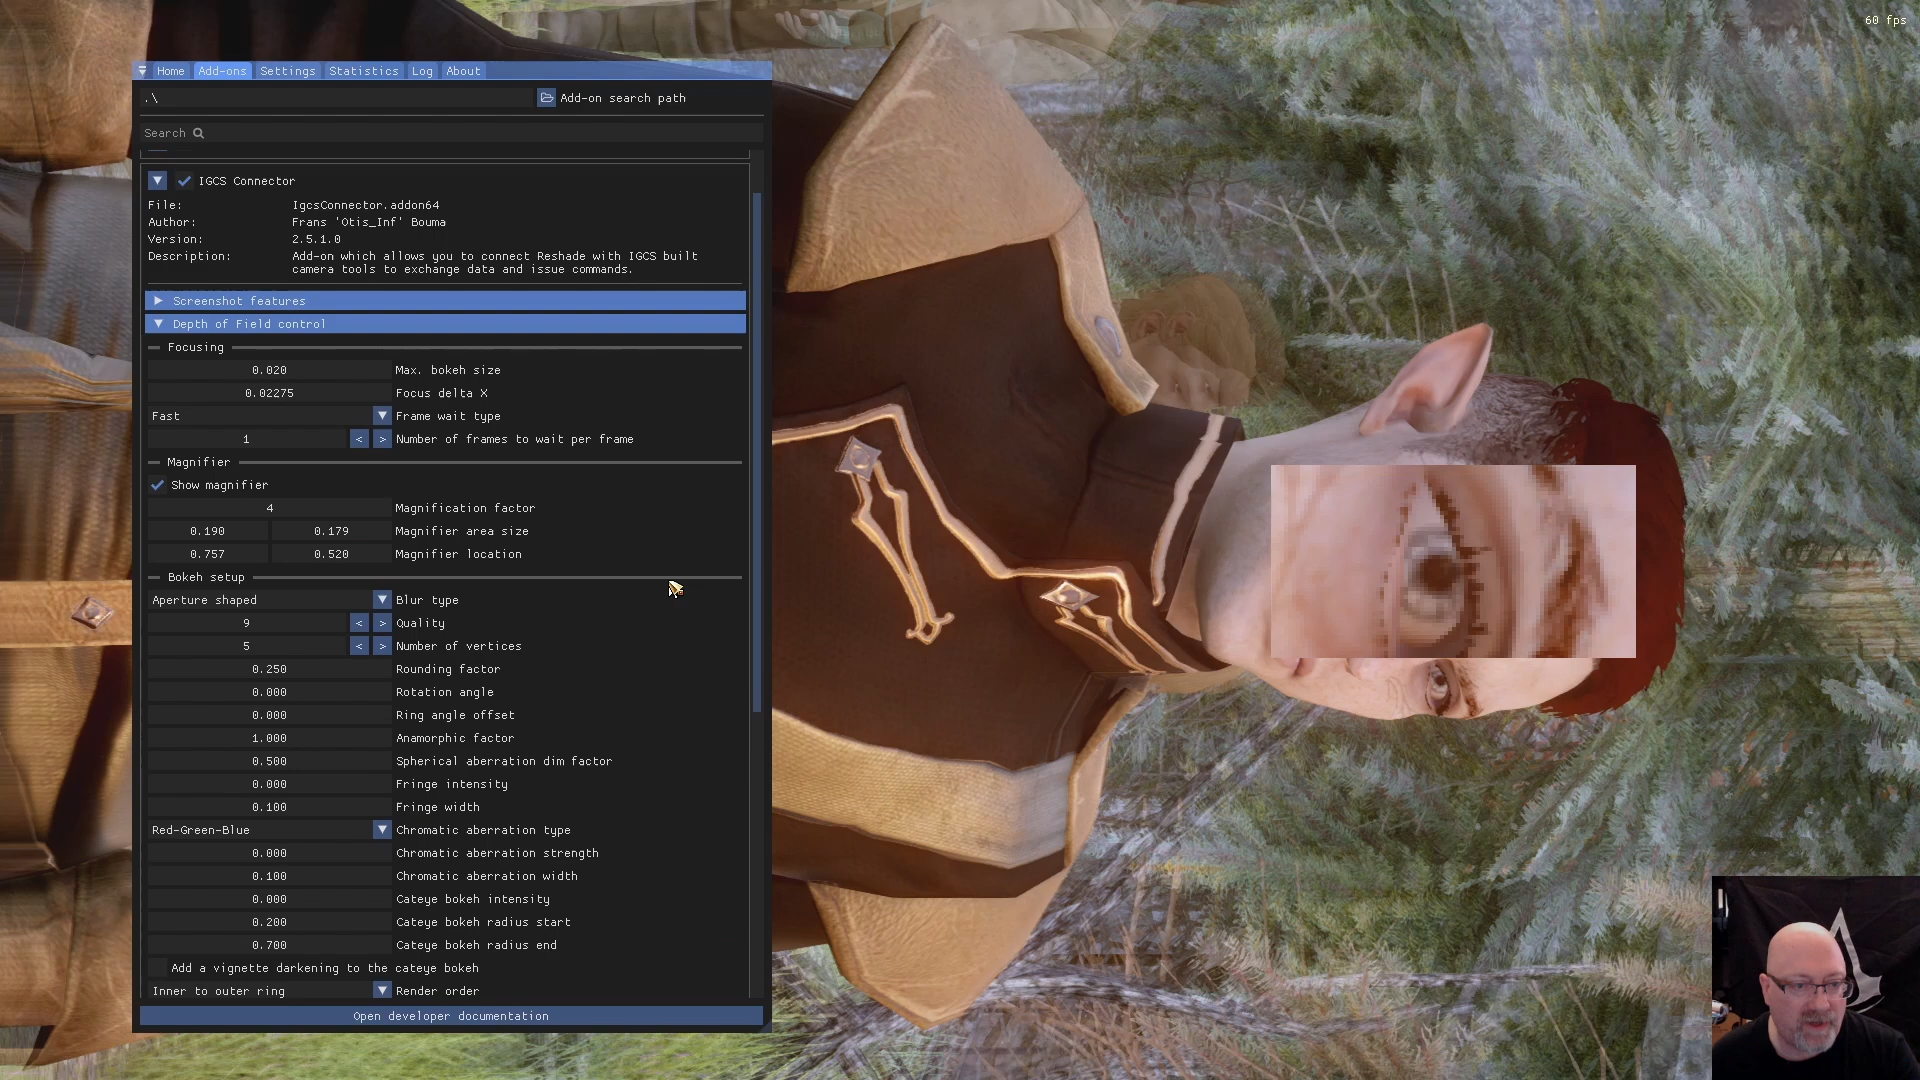 60 fps
Home Add-ons Settings Statistics Log About
.\ Add-on search path
Search
IGCS Connector
File: IgcsConnector.addon64
Author: Frans 'Otis_Inf' Bouma
Version: 2.5.1.0
Description: Add-on which allows you to connect Reshade with IGCS built
camera tools to exchange data and issue commands.
Screenshot features
Depth of Field control
Focusing
0.020 Max. bokeh size
0.02275 Focus delta X
Fast Frame wait type
1 < > Number of frames to wait per frame
Magnifier
Show magnifier
4 Magnification factor
0.190 0.179 Magnifier area size
0.757 0.520 Magnifier location
Bokeh setup
Aperture shaped Blur type
9 < > Quality
5 < > Number of vertices
0.250 Rounding factor
0.000 Rotation angle
0.000 Ring angle offset
1.000 Anamorphic factor
0.500 Spherical aberration dim factor
0.000 Fringe intensity
0.100 Fringe width
Red-Green-Blue Chromatic aberration type
0.000 Chromatic aberration strength
0.100 Chromatic aberration width
0.000 Cateye bokeh intensity
0.200 Cateye bokeh radius start
0.700 Cateye bokeh radius end
Add a vignette darkening to the cateye bokeh
Inner to outer ring Render order
Open developer documentation